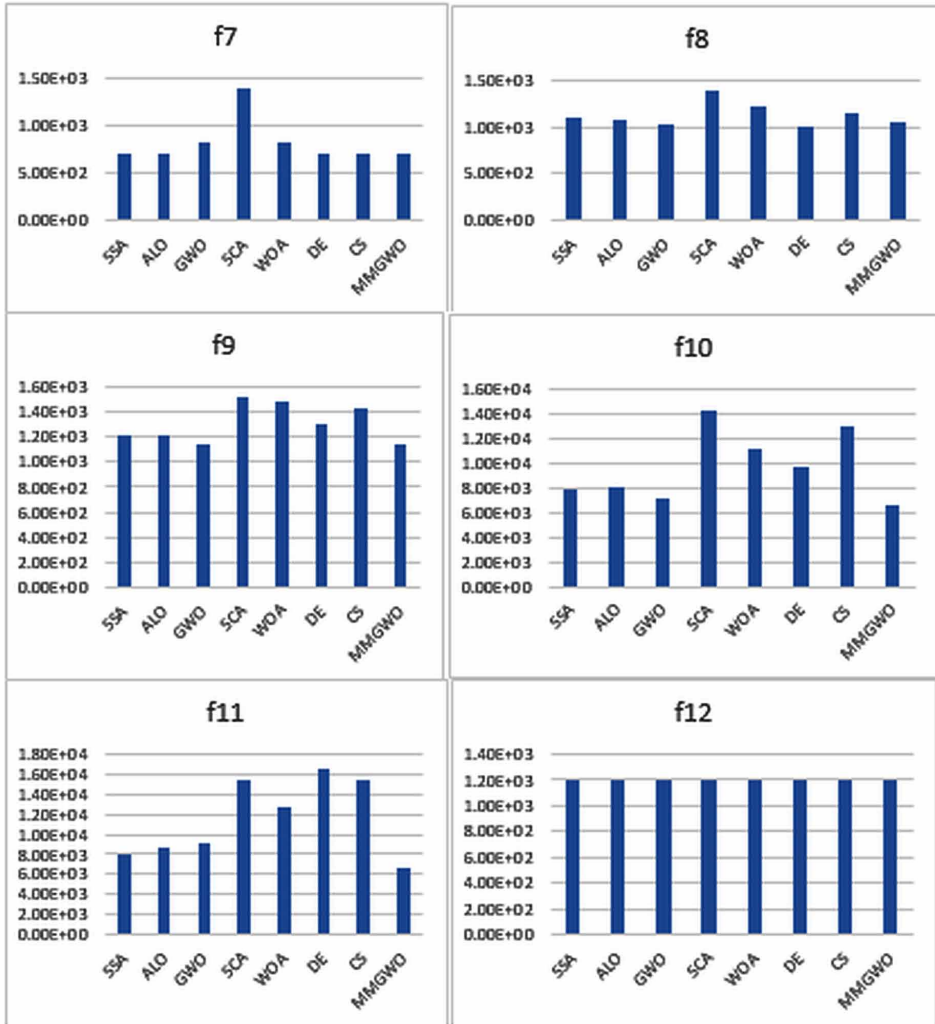 f7
1.50E+03
1.00E+03
5.00E+02
0.00E+00
SSA ALO GWO SCA WOA DE CS MMGWO
f8
1.50E+03
1.00E+03
5.00E+02
0.00E+00
SSA ALO GWO SCA WOA DE CS MMGWO
f9
1.60E+03
1.40E+03
1.20E+03
1.00E+03
8.00E+02
6.00E+02
4.00E+02
2.00E+02
0.00E+00
SSA ALO GWO SCA WOA DE CS MMGWO
f10
1.60E+04
1.40E+04
1.20E+04
1.00E+04
8.00E+03
6.00E+03
4.00E+03
2.00E+03
0.00E+00
SSA ALO GWO SCA WOA DE CS MMGWO
f11
1.80E+04
1.60E+04
1.40E+04
1.20E+04
1.00E+04
8.00E+03
6.00E+03
4.00E+03
2.00E+03
0.00E+00
SSA ALO GWO SCA WOA DE CS MMGWO
f12
1.40E+03
1.20E+03
1.00E+03
8.00E+02
6.00E+02
4.00E+02
2.00E+02
0.00E+00
SSA ALO GWO SCA WOA DE CS MMGWO